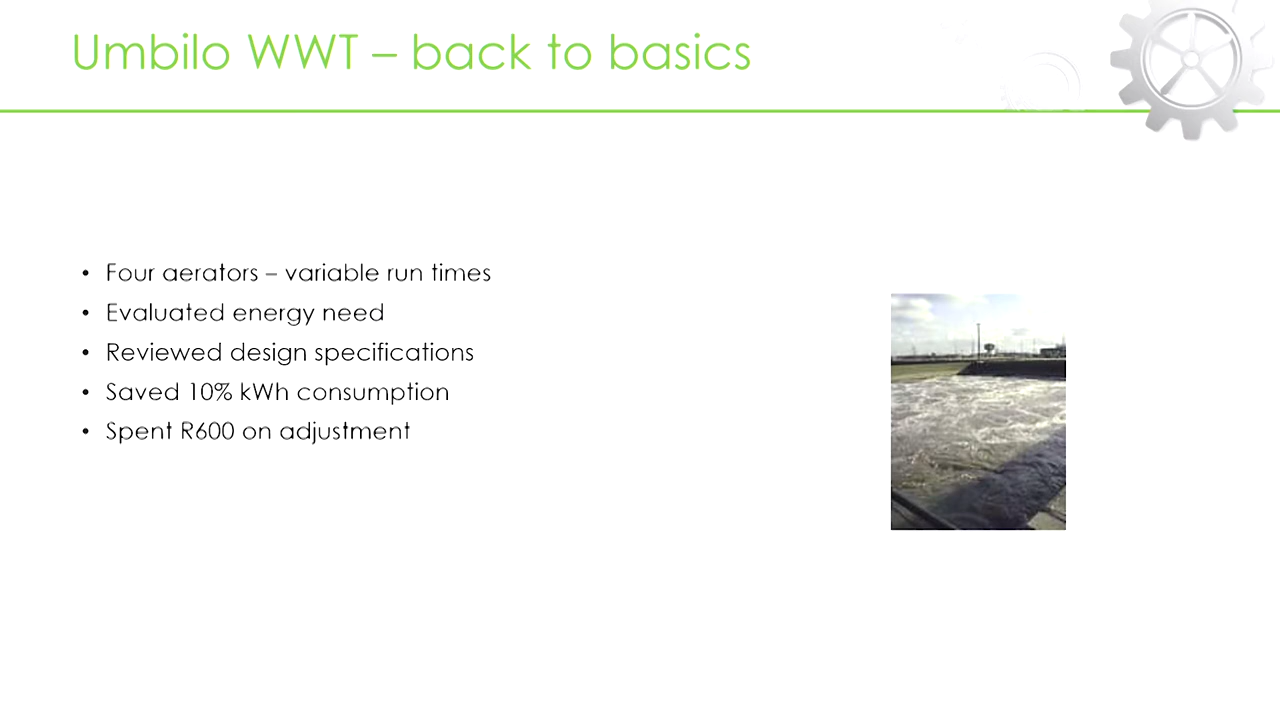 Umbilo WWT – back to basics
• Four aerators – variable run times
• Evaluated energy need
• Reviewed design specifications
• Saved 10% kWh consumption
• Spent R600 on adjustment